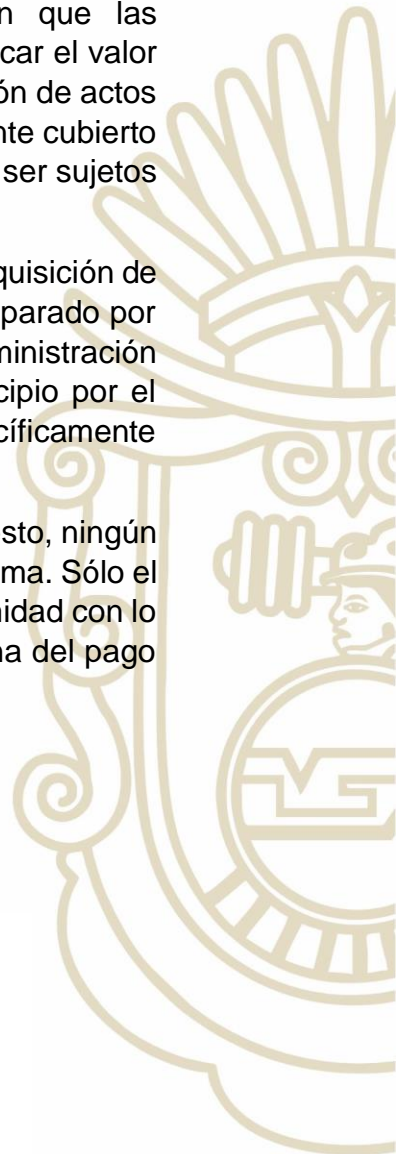 que las
car el valor
ón de actos
nte cubierto
ser sujetos
quisición de
parado por
ministración
cipio por el
cíficamente
sto, ningún
ma. Sólo el
nidad con lo
na del pago